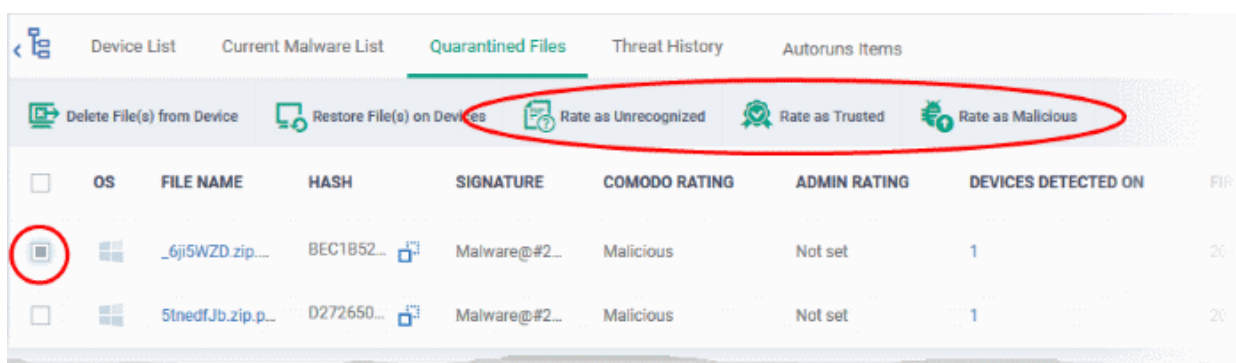 Device List Current Malware List Quarantined Files Threat History Autoruns Items
Delete File(s) from Device Restore File(s) on Devices Rate as Unrecognized Rate as Trusted Rate as Malicious
OS FILE NAME HASH SIGNATURE COMODO RATING ADMIN RATING DEVICES DETECTED ON FIR
_6ji5WZD.zip.... BEC1B52... Malware@#2... Malicious Not set 1 20
5tnedfJb.zip.p... D272650... Malware@#2... Malicious Not set 1 20